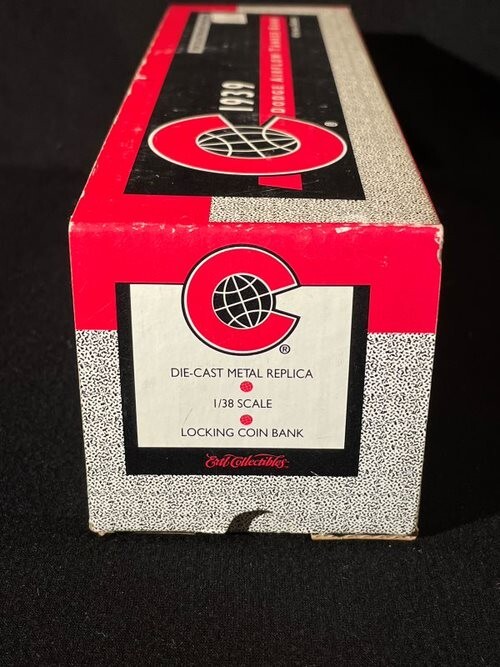 1939
DODGE AIRFLOW TANKER BANK
®
®
DIE-CAST METAL REPLICA
1/38 SCALE
LOCKING COIN BANK
Ertl Collectibles